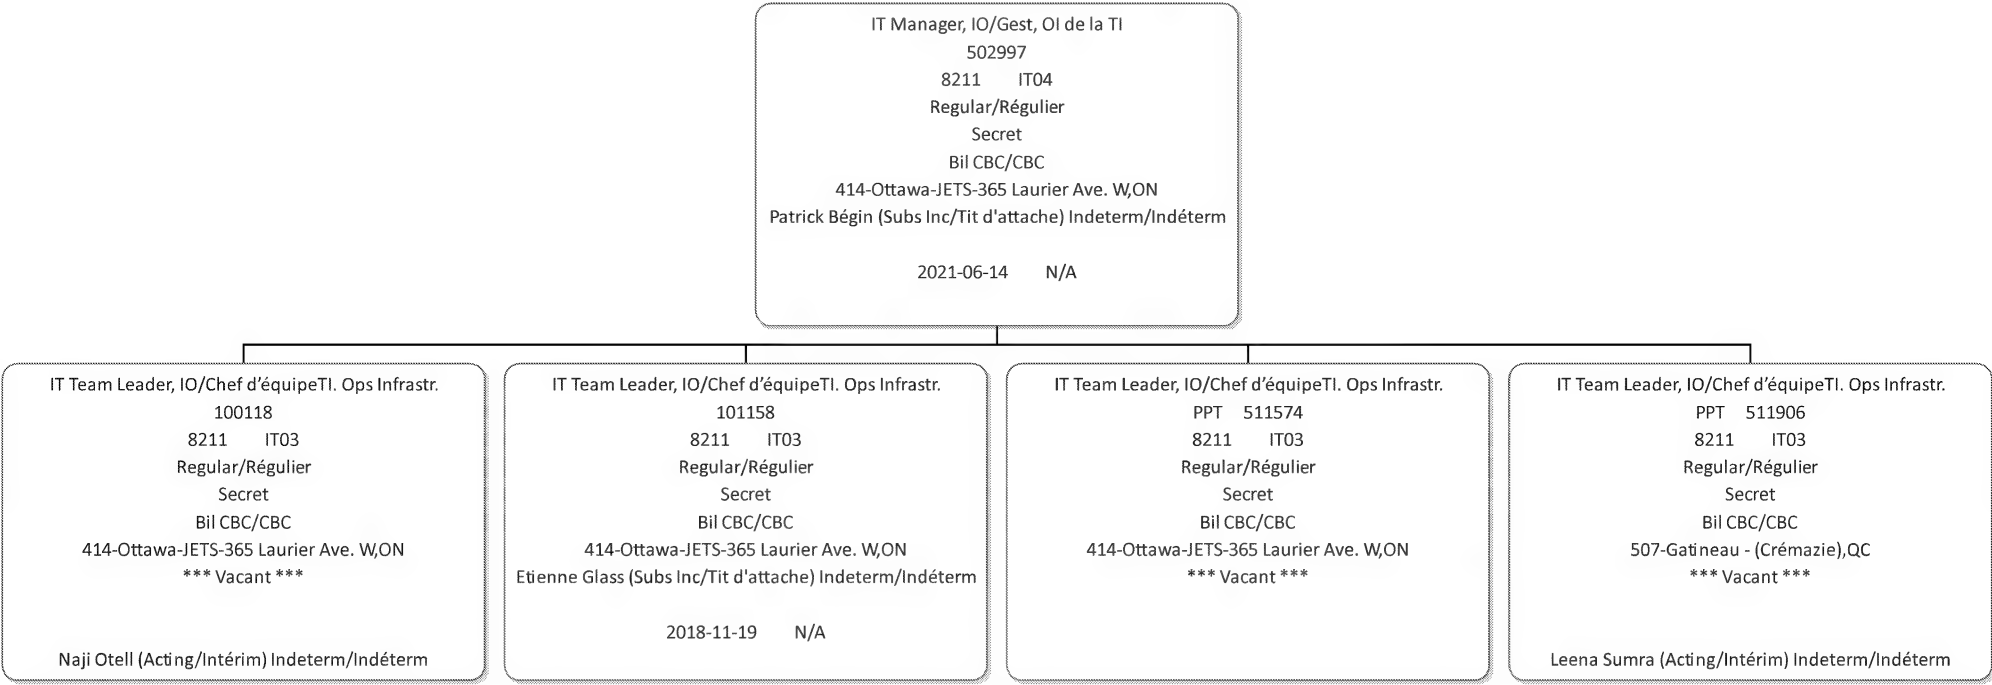 IT Manager, IO/Gest, OI de la TI
502997
8211 IT04
Regular/Régulier
Secret
Bil CBC/CBC
414-Ottawa-JETS-365 Laurier Ave. W,ON
Patrick Bégin (Subs Inc/Tit d'attache) Indeterm/Indéterm
2021-06-14 N/A
IT Team Leader, IO/Chef d’équipeTI. Ops Infrastr.
100118
8211 IT03
Regular/Régulier
Secret
Bil CBC/CBC
414-Ottawa-JETS-365 Laurier Ave. W,ON
*** Vacant ***
Naji Otell (Acting/Intérim) Indeterm/Indéterm
IT Team Leader, IO/Chef d’équipeTI. Ops Infrastr.
101158
8211 IT03
Regular/Régulier
Secret
Bil CBC/CBC
414-Ottawa-JETS-365 Laurier Ave. W,ON
Etienne Glass (Subs Inc/Tit d'attache) Indeterm/Indéterm
2018-11-19 N/A
IT Team Leader, IO/Chef d’équipeTI. Ops Infrastr.
PPT 511574
8211 IT03
Regular/Régulier
Secret
Bil CBC/CBC
414-Ottawa-JETS-365 Laurier Ave. W,ON
*** Vacant ***
IT Team Leader, IO/Chef d’équipeTI. Ops Infrastr.
PPT 511906
8211 IT03
Regular/Régulier
Secret
Bil CBC/CBC
507-Gatineau - (Crémazie),QC
*** Vacant ***
Leena Sumra (Acting/Intérim) Indeterm/Indéterm